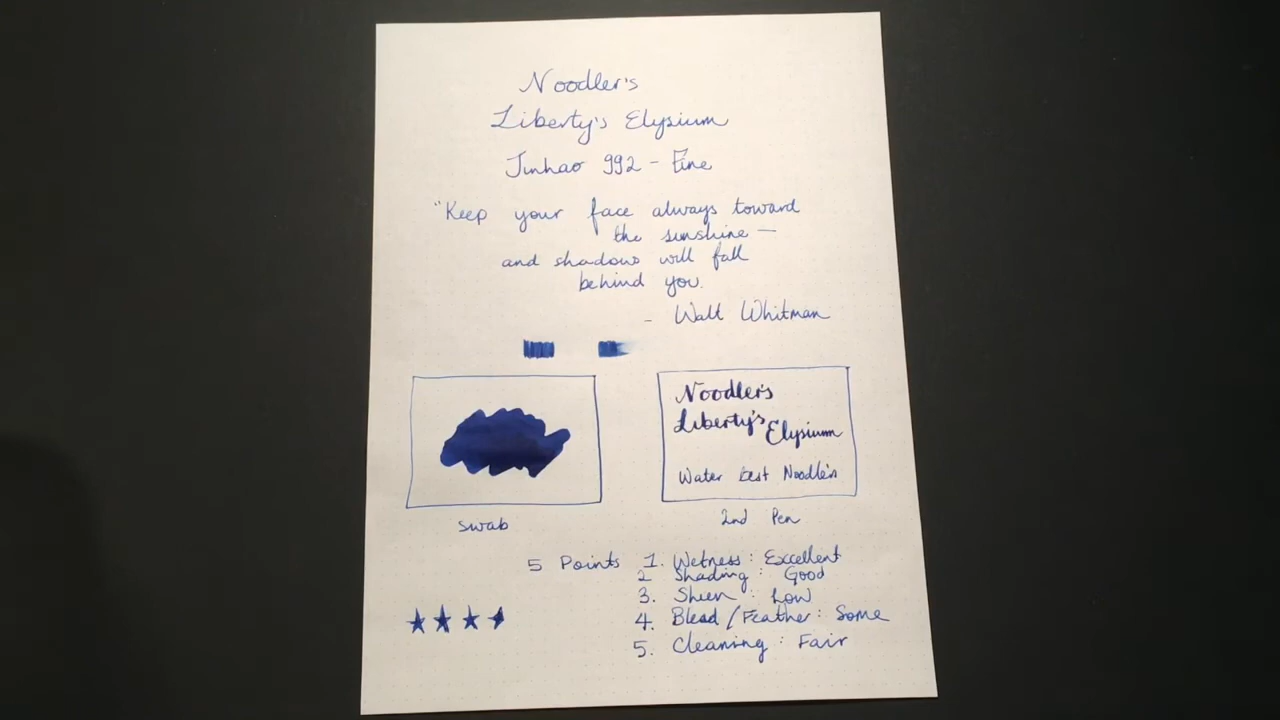 Noodler's
Liberty's Elysium
Jinhao 992 - Fine
"Keep your face always toward
the sunshine —
and shadows will fall
behind you.
- Walt Whitman
Noodler's
Liberty's Elysium
Water test Noodler's
swab
2nd Pen
5 Points 1. Wetness : Excellent
2 Shading : Good
3. Sheen : Low
4. Bleed / Feather : Some
5. Cleaning : Fair